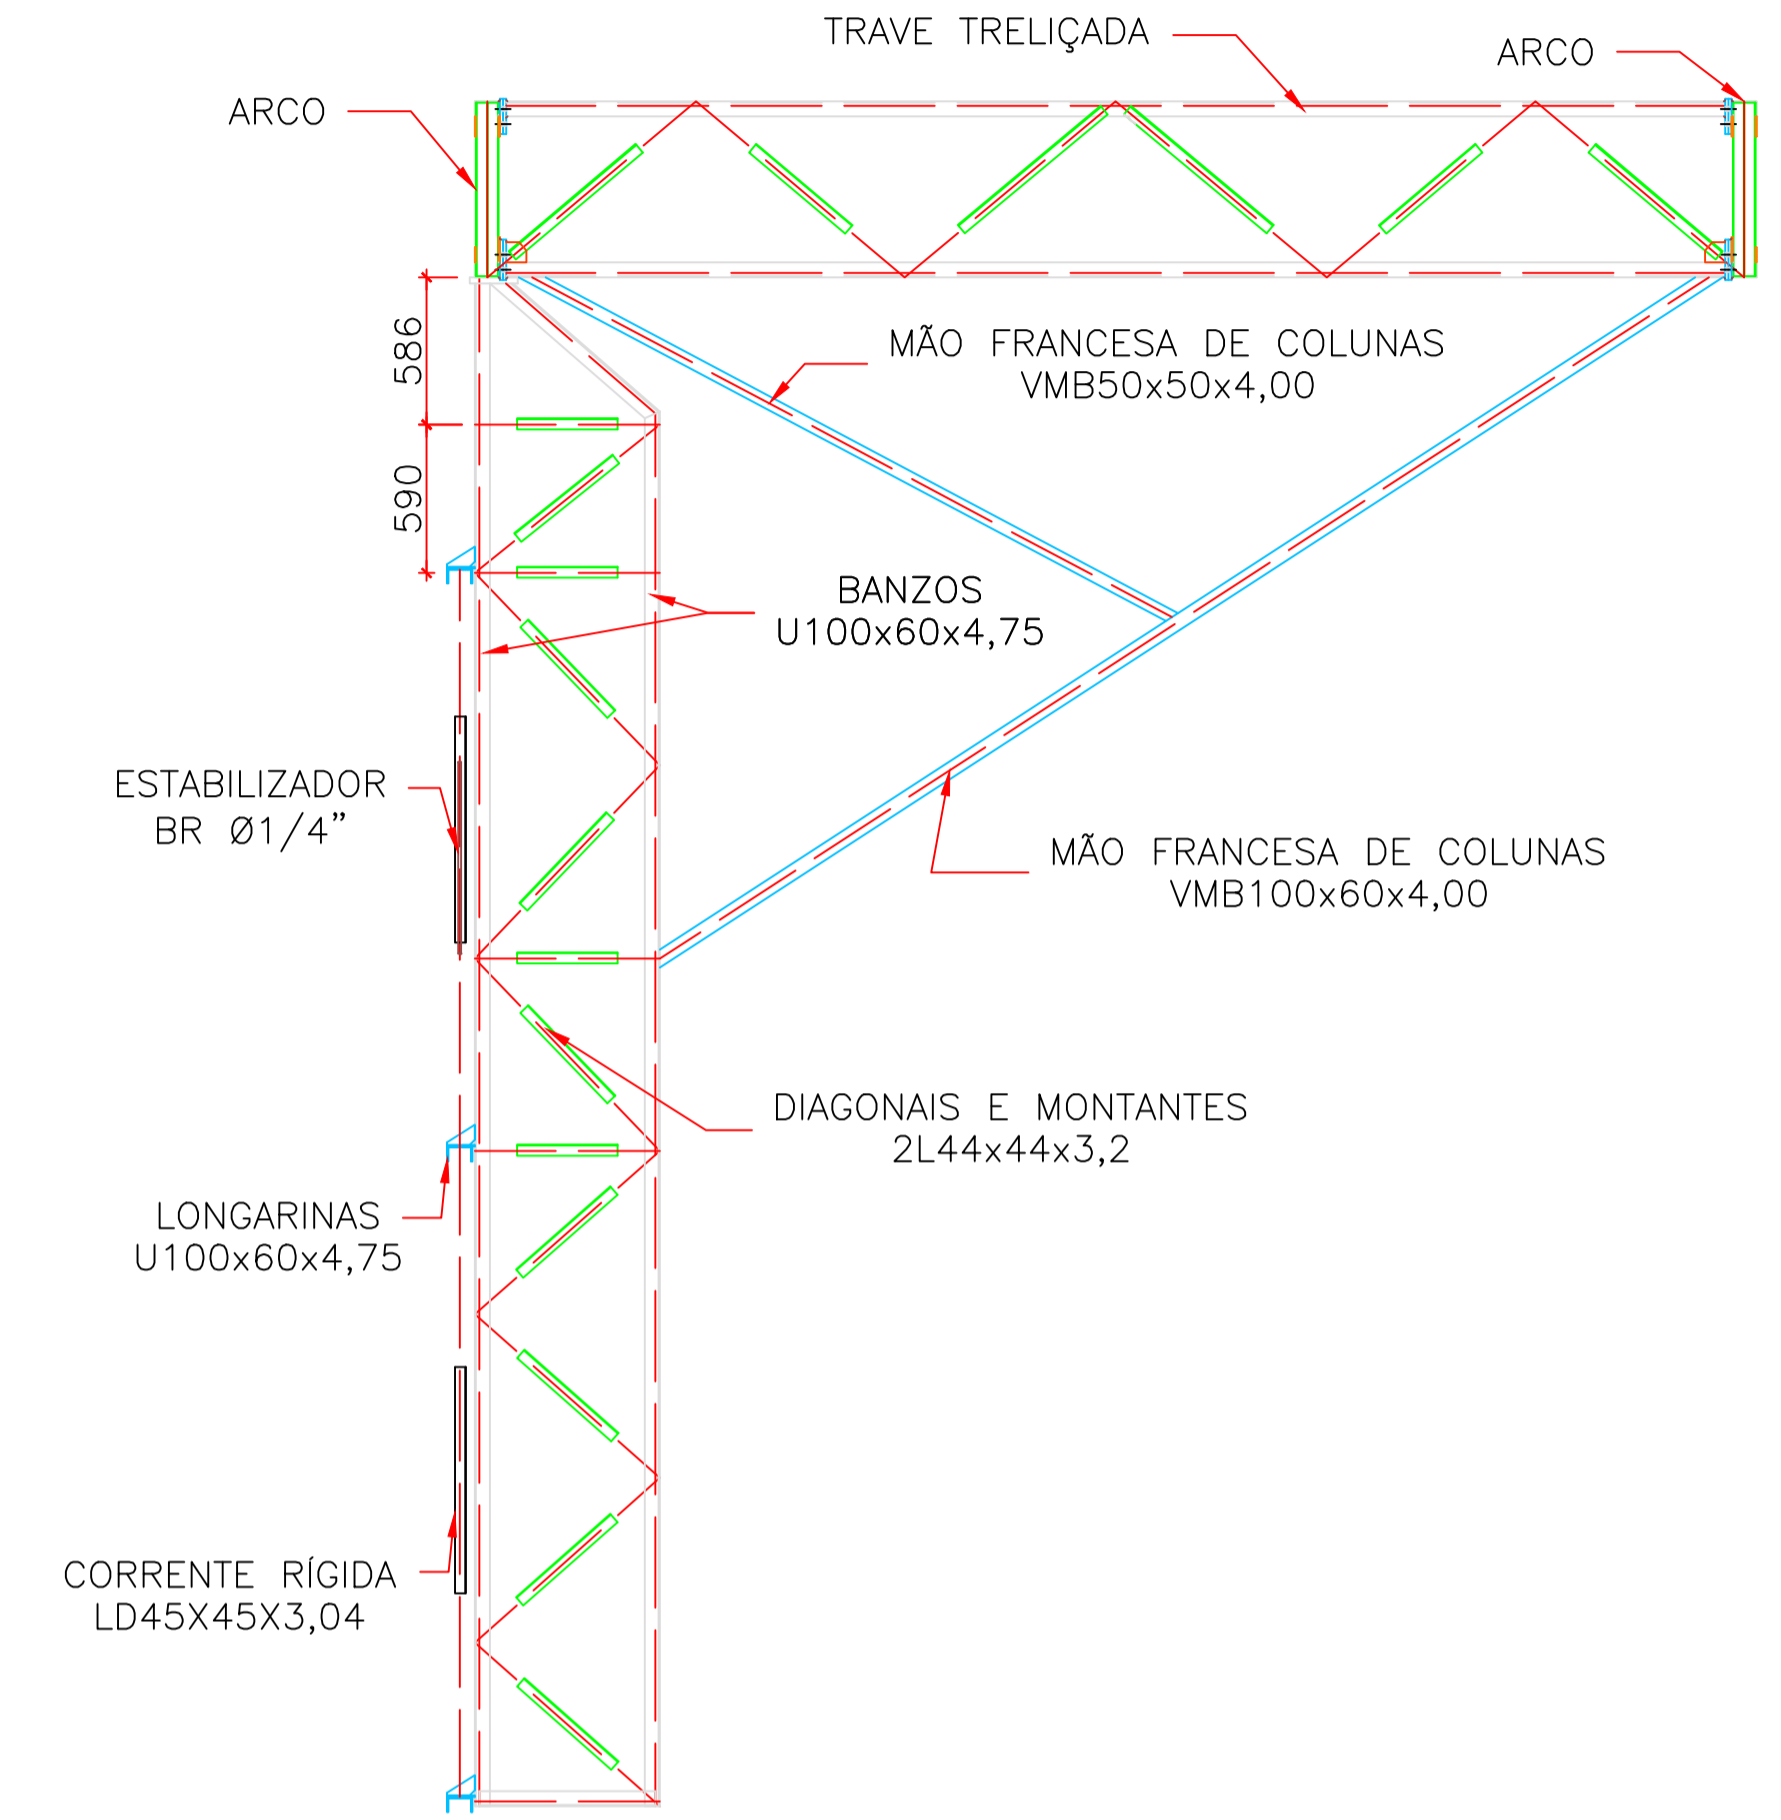 TRAVE TRELIÇADA
ARCO
ARCO
586
MÃO FRANCESA DE COLUNAS
VMB50x50x4,00
590
BANZOS
U100x60x4,75
ESTABILIZADOR
BR Ø1/4”
MÃO FRANCESA DE COLUNAS
VMB100x60x4,00
DIAGONAIS E MONTANTES
2L44x44x3,2
LONGARINAS
U100x60x4,75
CORRENTE RÍGIDA
LD45X45X3,04